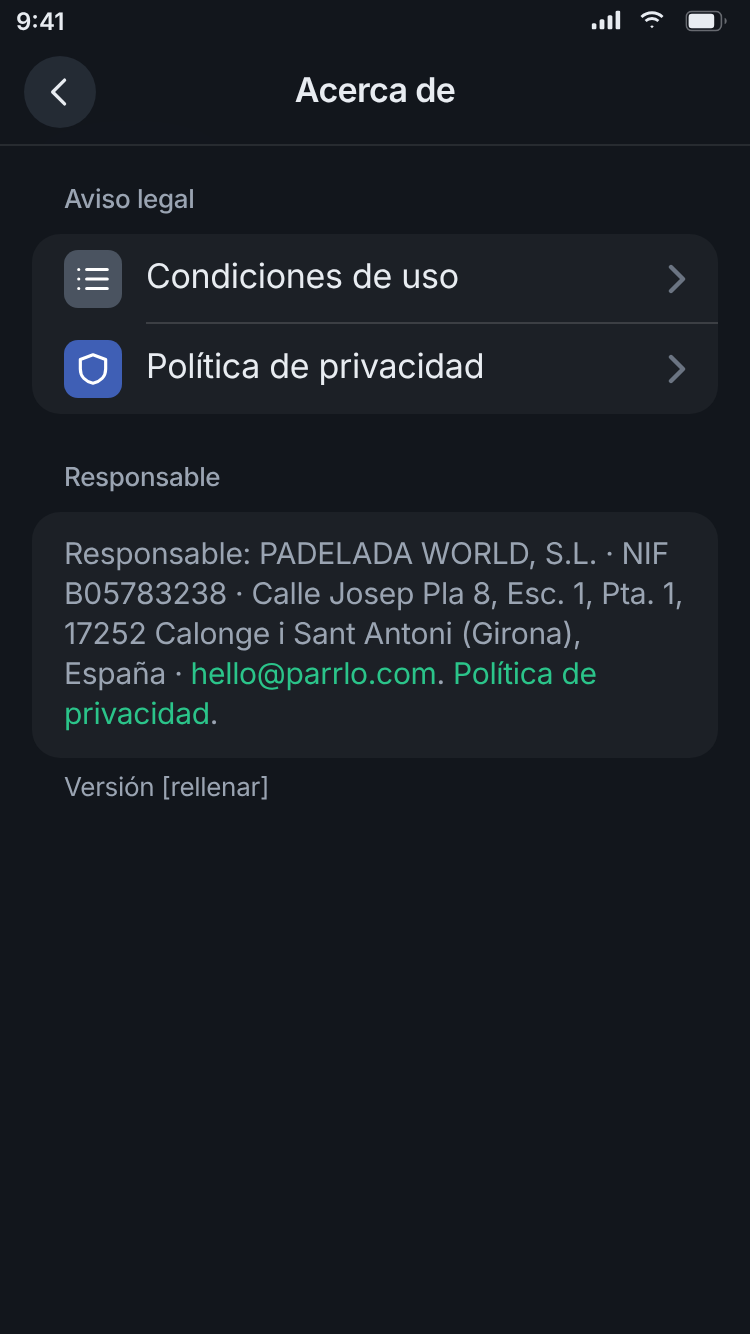 9:41
Acerca de
Aviso legal
Condiciones de uso
Política de privacidad
Responsable
Responsable: PADELADA WORLD, S.L. · NIF
B05783238 · Calle Josep Pla 8, Esc. 1, Pta. 1,
17252 Calonge i Sant Antoni (Girona),
España · hello@parrlo.com. Política de
privacidad.
Versión [rellenar]